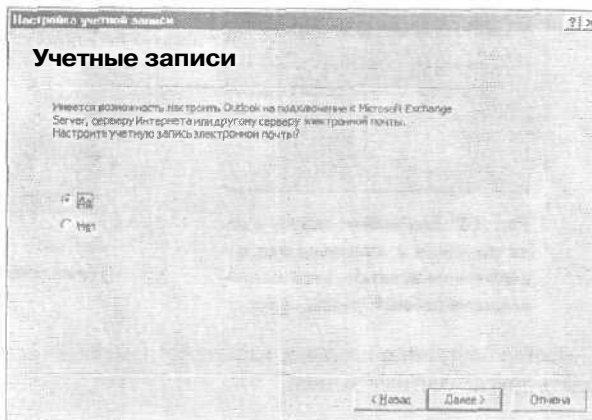 Настройка учетной записи
Учетные записи
Имеется возможность настроить Outlook на подключение к Microsoft Exchange
Server, серверу Интернета или другому серверу электронной почты.
Настроить учетную запись электронной почты?
Да
Нет
< Назад
Далее >
Отмена